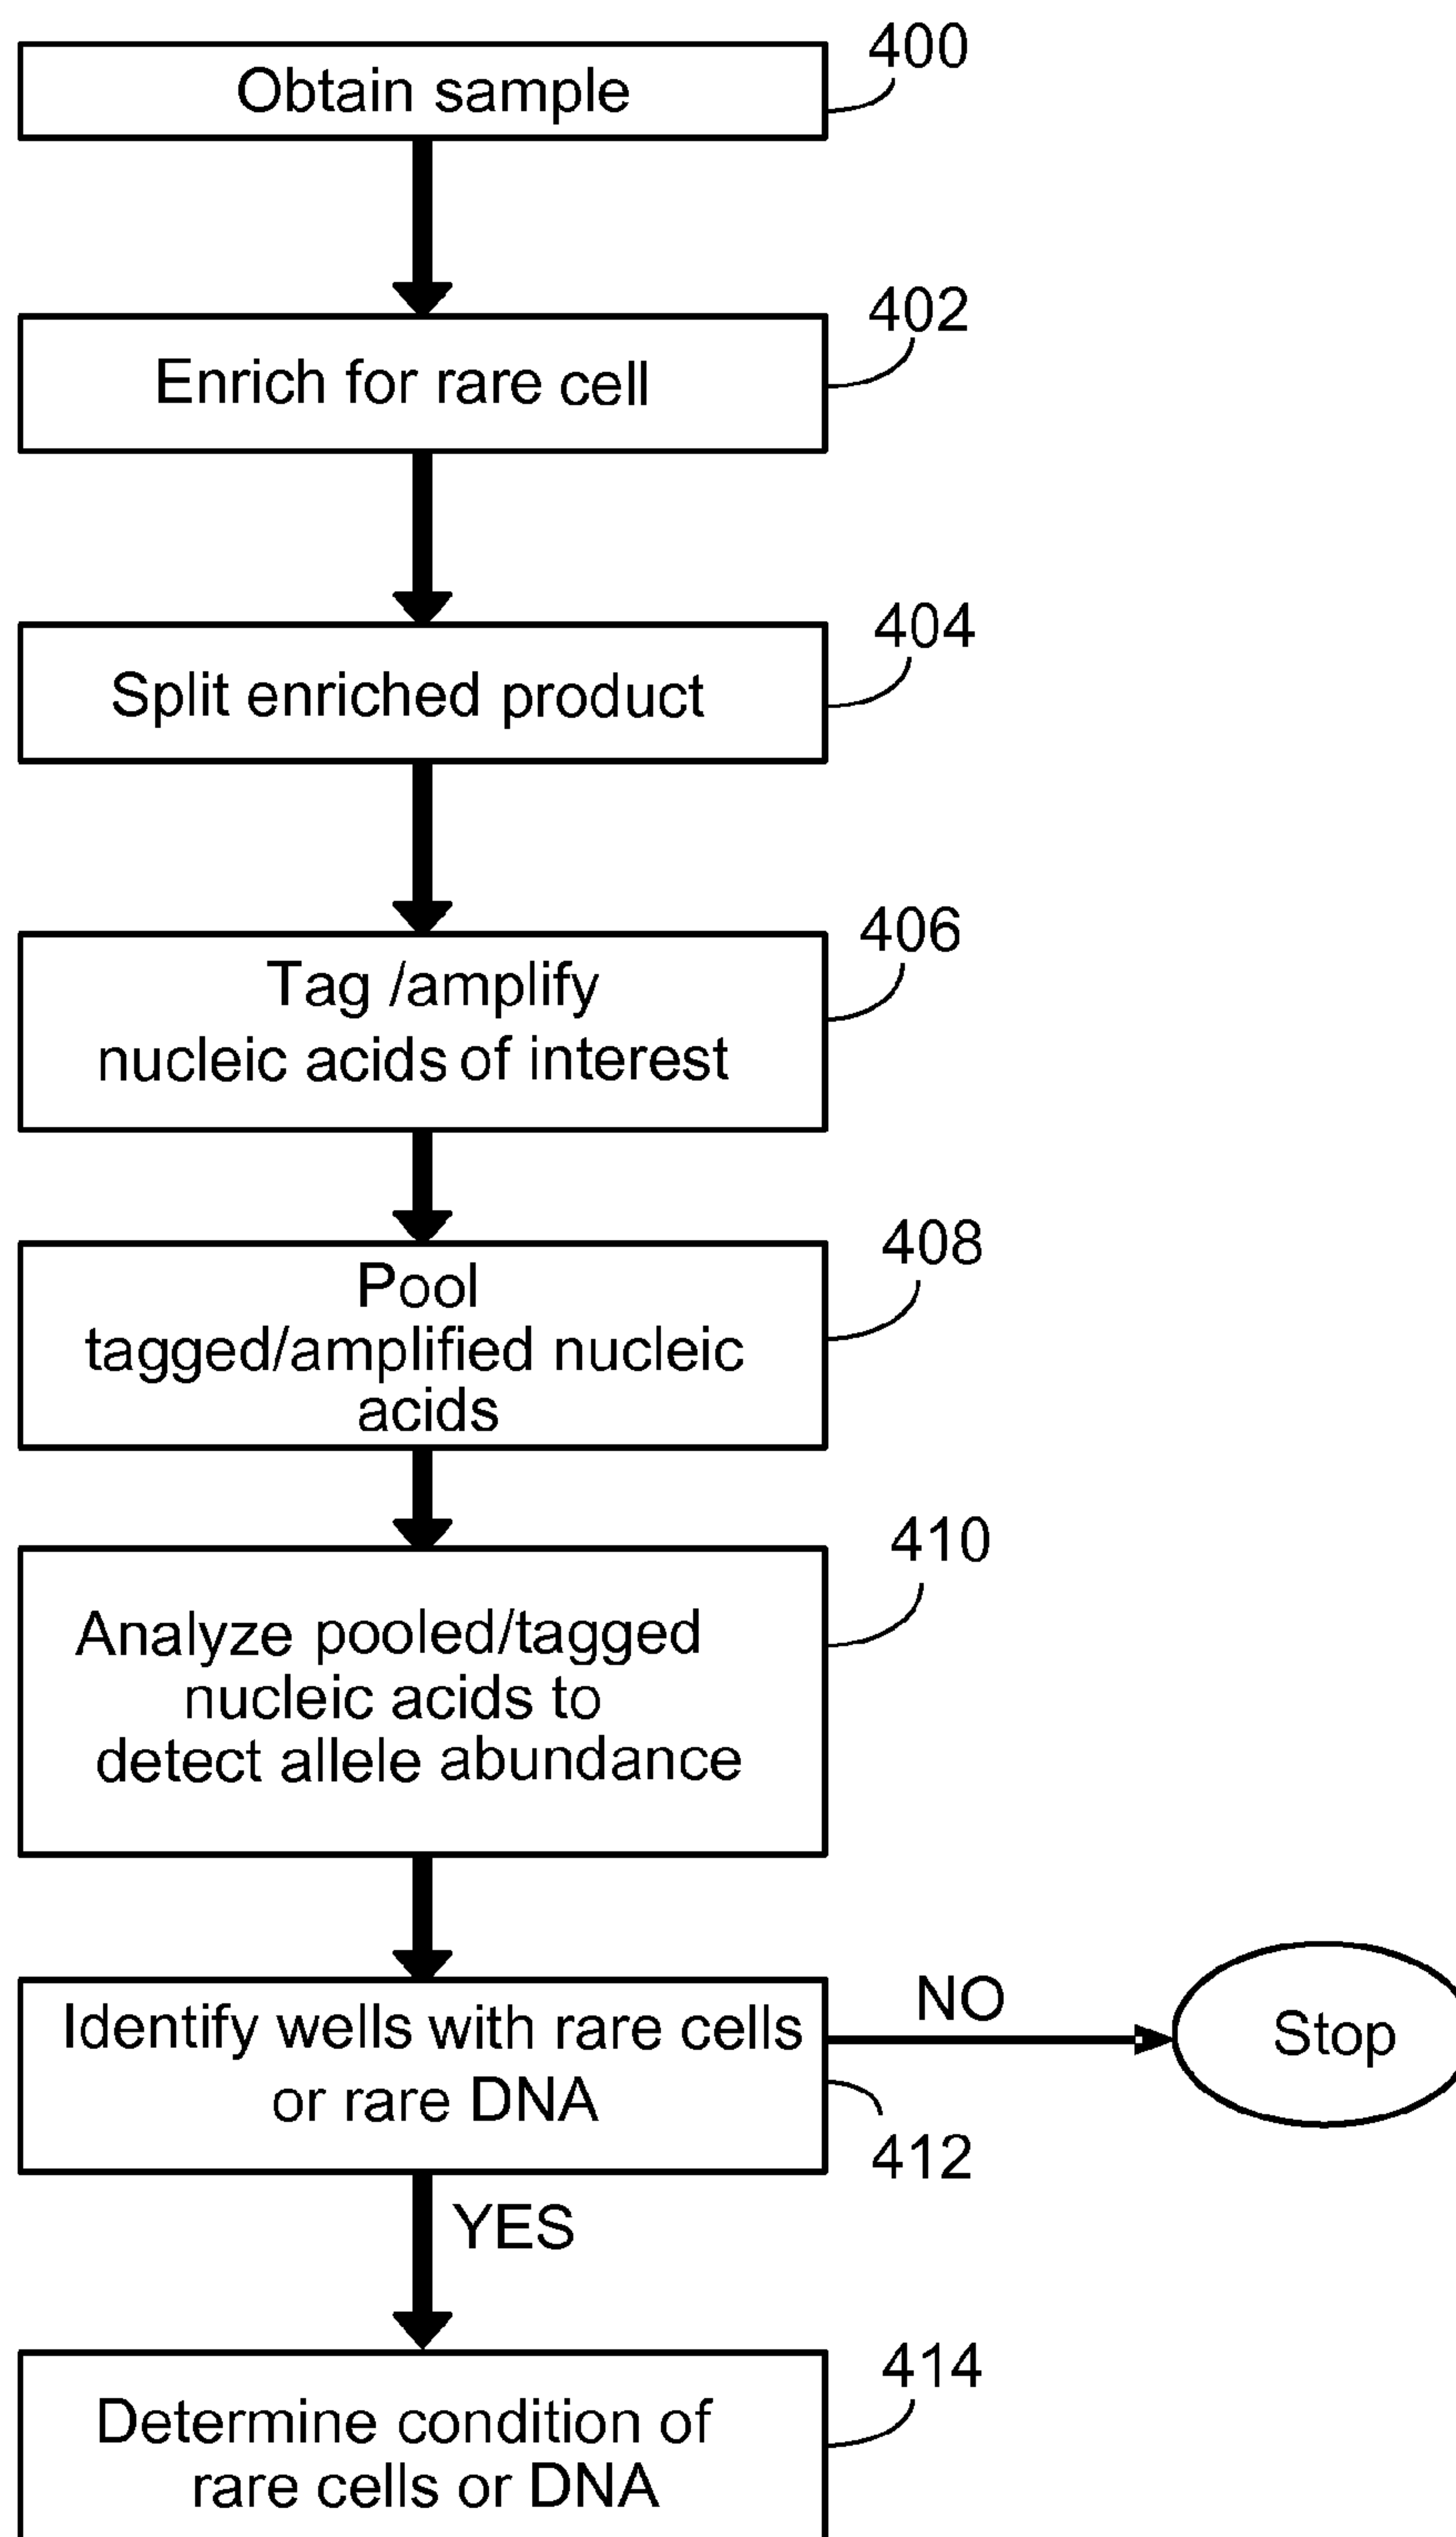 400
Obtain sample
402
Enrich for rare cell
404
Split enriched product
406
Tag /amplify
nucleic acids of interest
408
Pool
tagged/amplified nucleic
acids
410
Analyze pooled/tagged
nucleic acids to
detect allele abundance
Identify wells with rare cells
or rare DNA
NO
Stop
412
YES
414
Determine condition of
rare cells or DNA